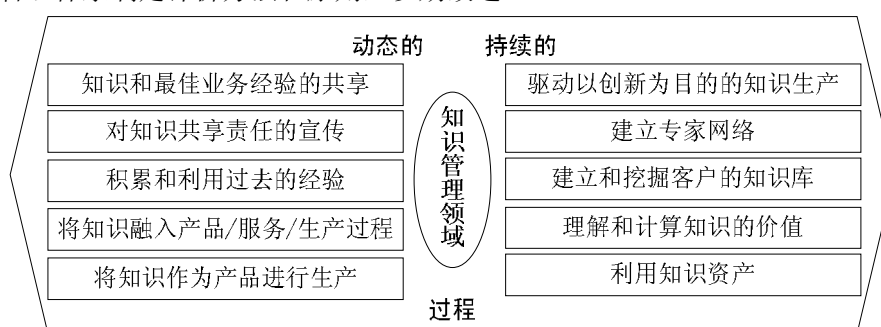 动态的 持续的
知识和最佳业务经验的共享
对知识共享责任的宣传
积累和利用过去的经验
将知识融入产品/服务/生产过程
将知识作为产品进行生产
知识管理领域
驱动以创新为目的的知识生产
建立专家网络
建立和挖掘客户的知识库
理解和计算知识的价值
利用知识资产
过程